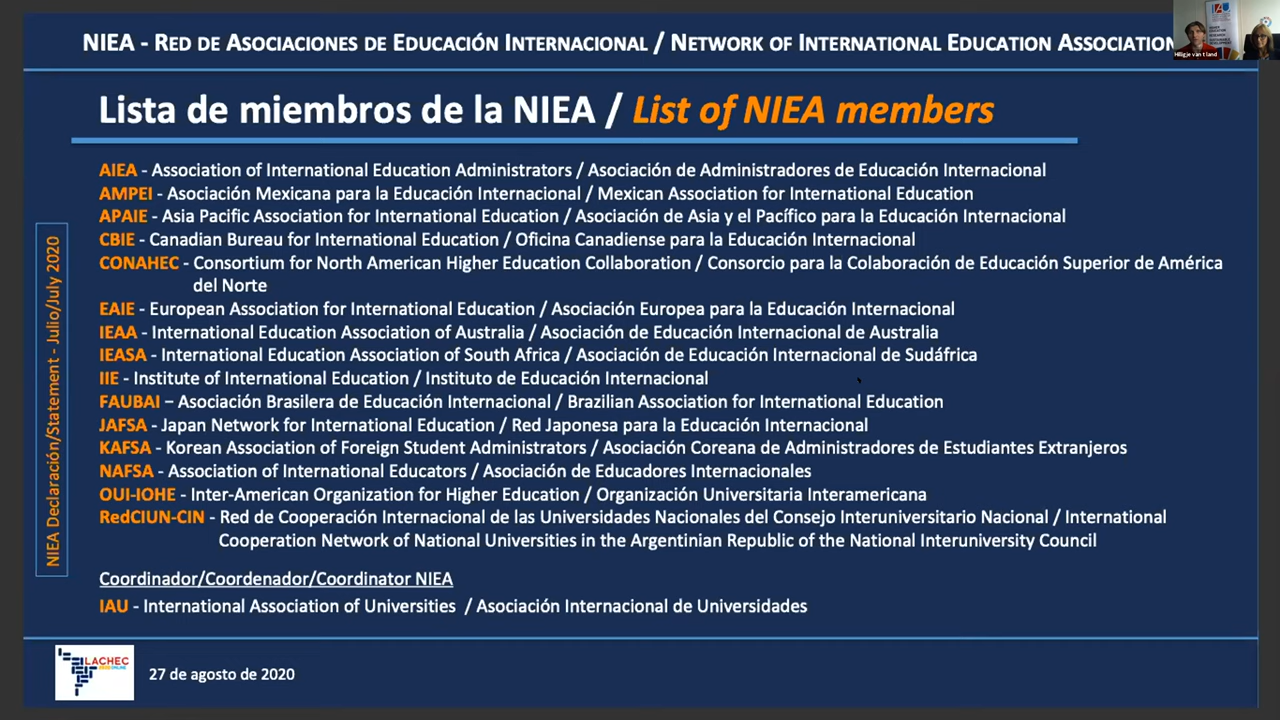 NIEA - RED DE ASOCIACIONES DE EDUCACIÓN INTERNACIONAL / NETWORK OF INTERNATIONAL EDUCATION ASSOCIATION
IAU
Hilligje van't land
Lista de miembros de la NIEA / List of NIEA members
AIEA - Association of International Education Administrators / Asociación de Administradores de Educación Internacional
AMPEI - Asociación Mexicana para la Educación Internacional / Mexican Association for International Education
APAIE - Asia Pacific Association for International Education / Asociación de Asia y el Pacífico para la Educación Internacional
CBIE - Canadian Bureau for International Education / Oficina Canadiense para la Educación Internacional
CONAHEC - Consortium for North American Higher Education Collaboration / Consorcio para la Colaboración de Educación Superior de América
del Norte
EAIE - European Association for International Education / Asociación Europea para la Educación Internacional
IEAA - International Education Association of Australia / Asociación de Educación Internacional de Australia
IEASA - International Education Association of South Africa / Asociación de Educación Internacional de Sudáfrica
IIE - Institute of International Education / Instituto de Educación Internacional
FAUBAI – Asociación Brasilera de Educación Internacional / Brazilian Association for International Education
JAFSA - Japan Network for International Education / Red Japonesa para la Educación Internacional
KAFSA - Korean Association of Foreign Student Administrators / Asociación Coreana de Administradores de Estudiantes Extranjeros
NAFSA - Association of International Educators / Asociación de Educadores Internacionales
OUI-IOHE - Inter-American Organization for Higher Education / Organización Universitaria Interamericana
RedCIUN-CIN - Red de Cooperación Internacional de las Universidades Nacionales del Consejo Interuniversitario Nacional / International
Cooperation Network of National Universities in the Argentinian Republic of the National Interuniversity Council
NIEA Declaración/Statement - Julio/July 2020
Coordinador/Coordenador/Coordinator NIEA
IAU - International Association of Universities / Asociación Internacional de Universidades
LACHEC
27 de agosto de 2020